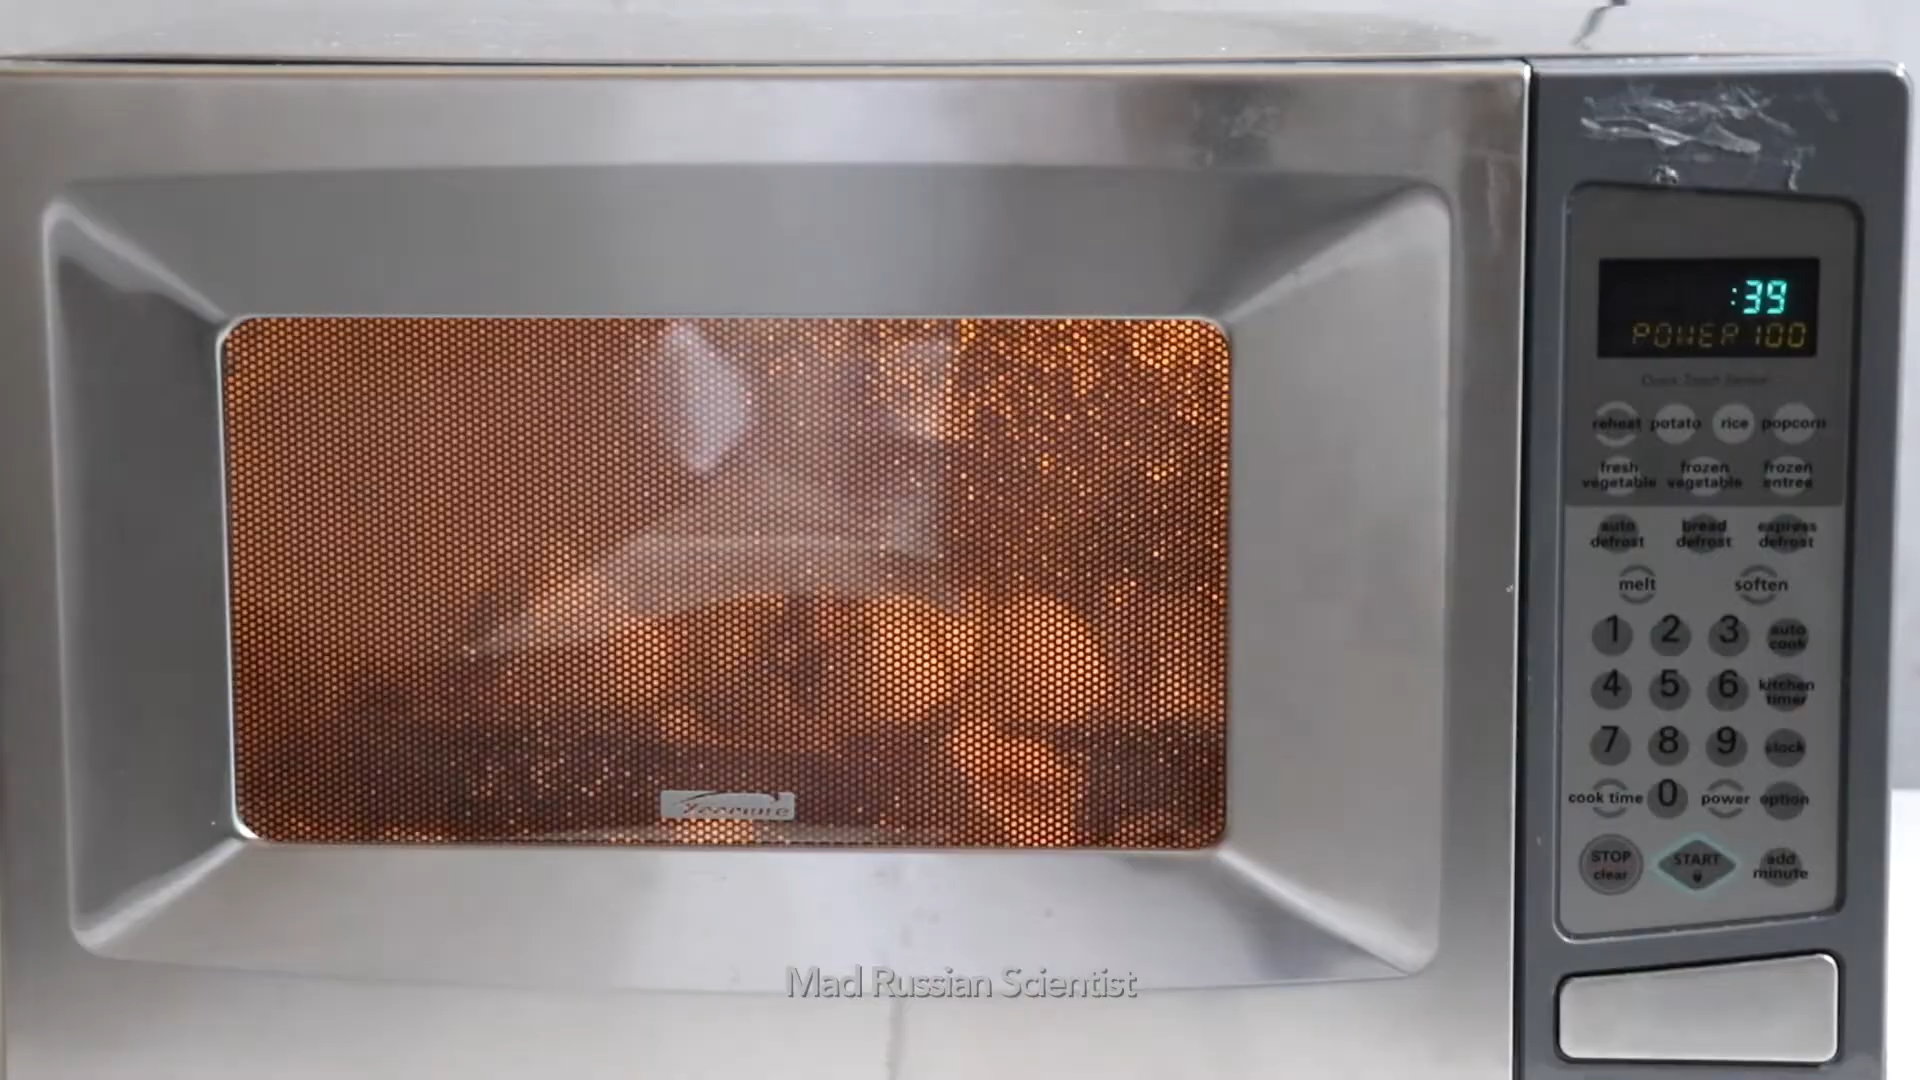 :39
POWER 100
reheat potato rice popcorn
fresh vegetable frozen vegetable frozen entree
auto defrost bread defrost express defrost
melt soften
1 2 3 auto cook
4 5 6 kitchen timer
7 8 9 clock
cook time 0 power option
STOP clear START add minute
Kenmore
Mad Russian Scientist